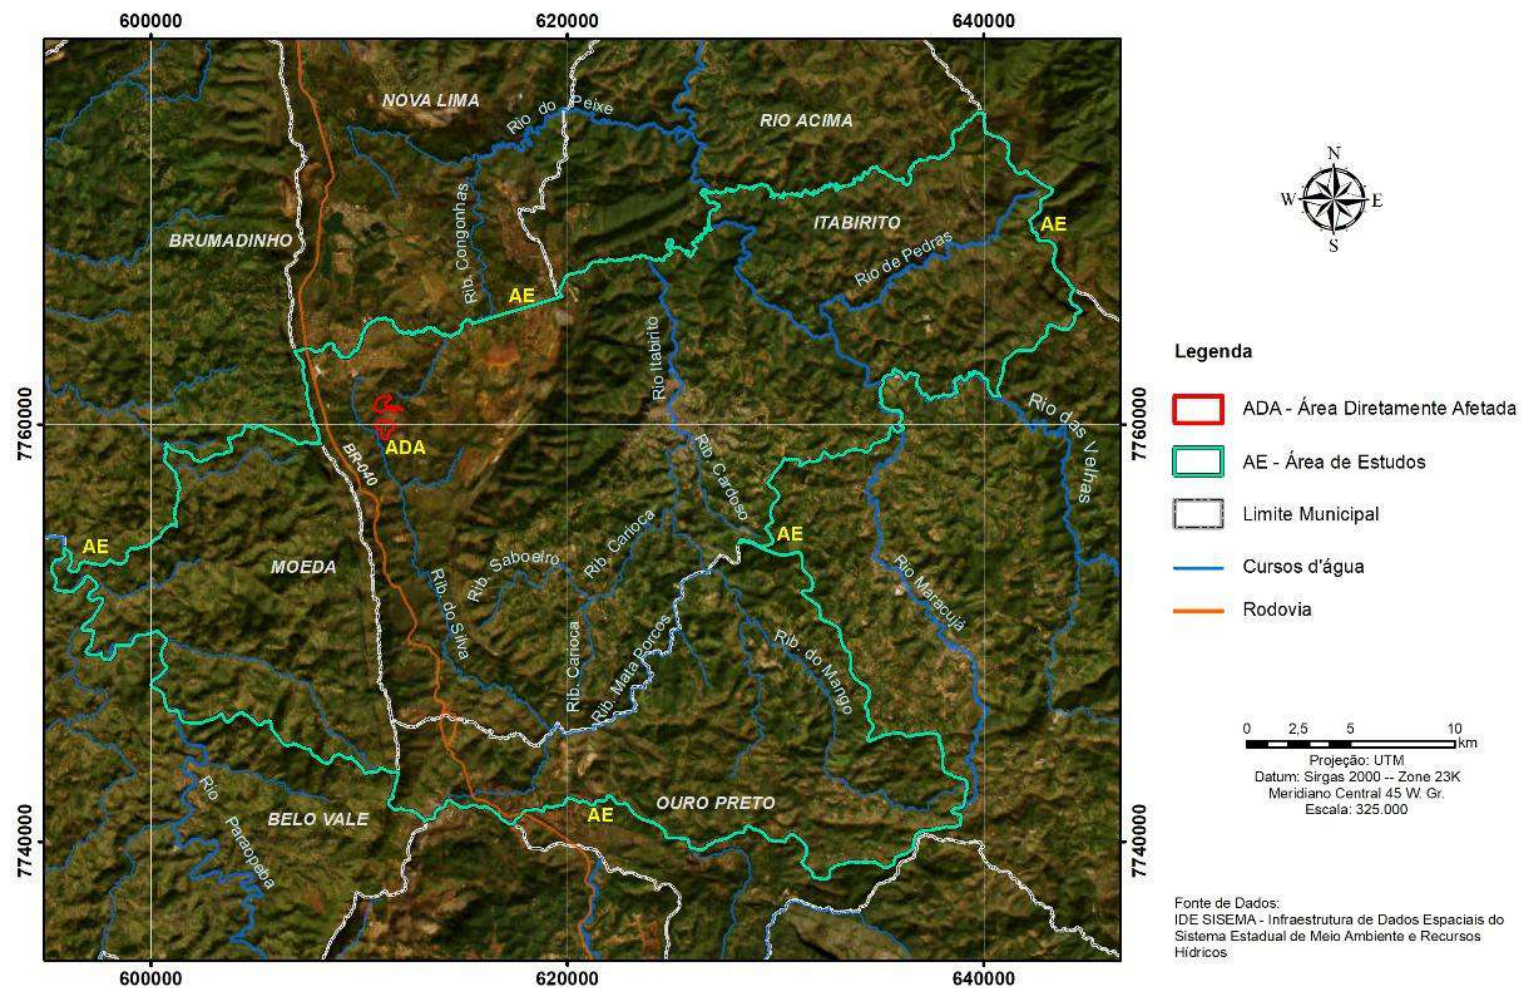 600000
620000
640000
NOVA LIMA
Rio do Peixe
RIO ACIMA
N
W E
S
BRUMADINHO
Rib. Congonhas
ITABIRITO
AE
Rio de Pedras
AE
Rio Itabirito
Legenda
7760000
7760000
ADA - Área Diretamente Afetada
Rio das Velhas
ADA
BR-040
Rib. Cardoso
AE - Área de Estudos
Limite Municipal
AE
AE
MOEDA
Rib. Saboeiro
Rib. Carioca
Cursos d'água
Rio Maracujá
Rodovia
Rib. do Silva
Rib. Carioca
Rib. Mata Porcos
Rib. do Mango
0 2,5 5 10
km
Projeção: UTM
Datum: Sirgas 2000 -- Zone 23K
Meridiano Central 45 W. Gr.
Escala: 325.000
Rio Paraopeba
BELO VALE
OURO PRETO
AE
7740000
7740000
Fonte de Dados:
IDE SISEMA - Infraestrutura de Dados Espaciais do
Sistema Estadual de Meio Ambiente e Recursos
Hídricos
600000
620000
640000